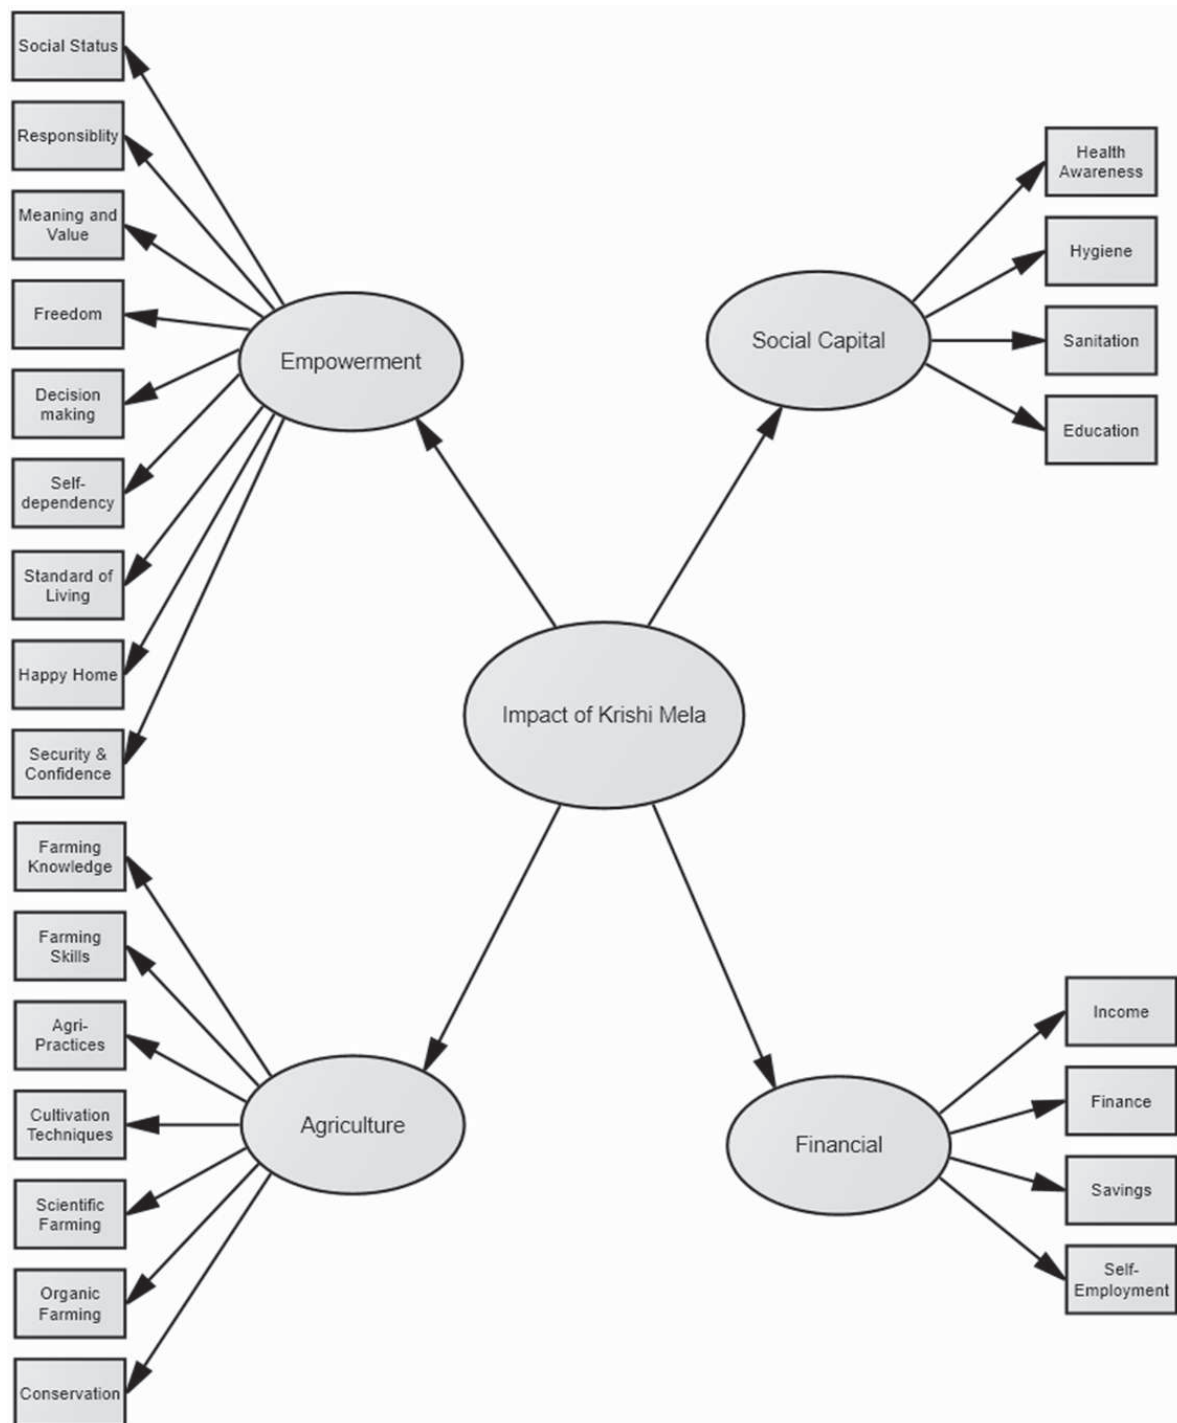 Social Status
Responsiblity
Meaning and
Value
Freedom
Decision
making
Self-
dependency
Standard of
Living
Happy Home
Security &
Confidence
Empowerment
Social Capital
Health
Awareness
Hygiene
Sanitation
Education
Impact of Krishi Mela
Farming
Knowledge
Farming
Skills
Agri-
Practices
Cultivation
Techniques
Scientific
Farming
Organic
Farming
Conservation
Agriculture
Financial
Income
Finance
Savings
Self-
Employment